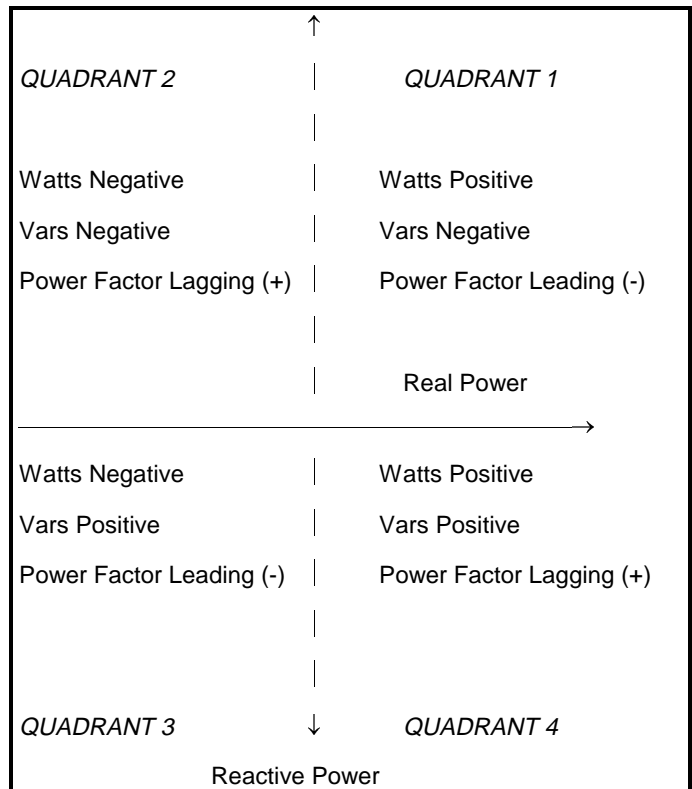 QUADRANT 2 QUADRANT 1
Watts Negative Watts Positive
Vars Negative Vars Negative
Power Factor Lagging (+) Power Factor Leading (-)
Real Power
Watts Negative Watts Positive
Vars Positive Vars Positive
Power Factor Leading (-) Power Factor Lagging (+)
QUADRANT 3 QUADRANT 4
Reactive Power